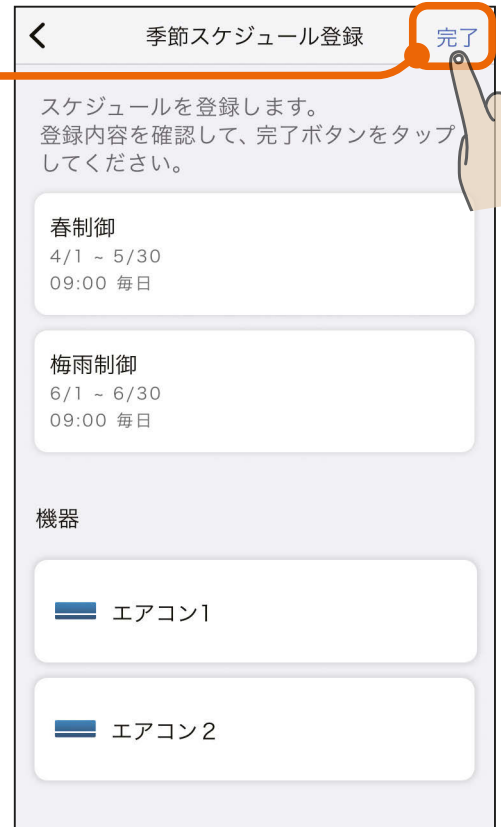 季節スケジュール登録 完了
スケジュールを登録します。
登録内容を確認して、完了ボタンをタップ
してください。
春制御
4/1 ~ 5/30
09:00 毎日
梅雨制御
6/1 ~ 6/30
09:00 毎日
機器
エアコン1
エアコン2